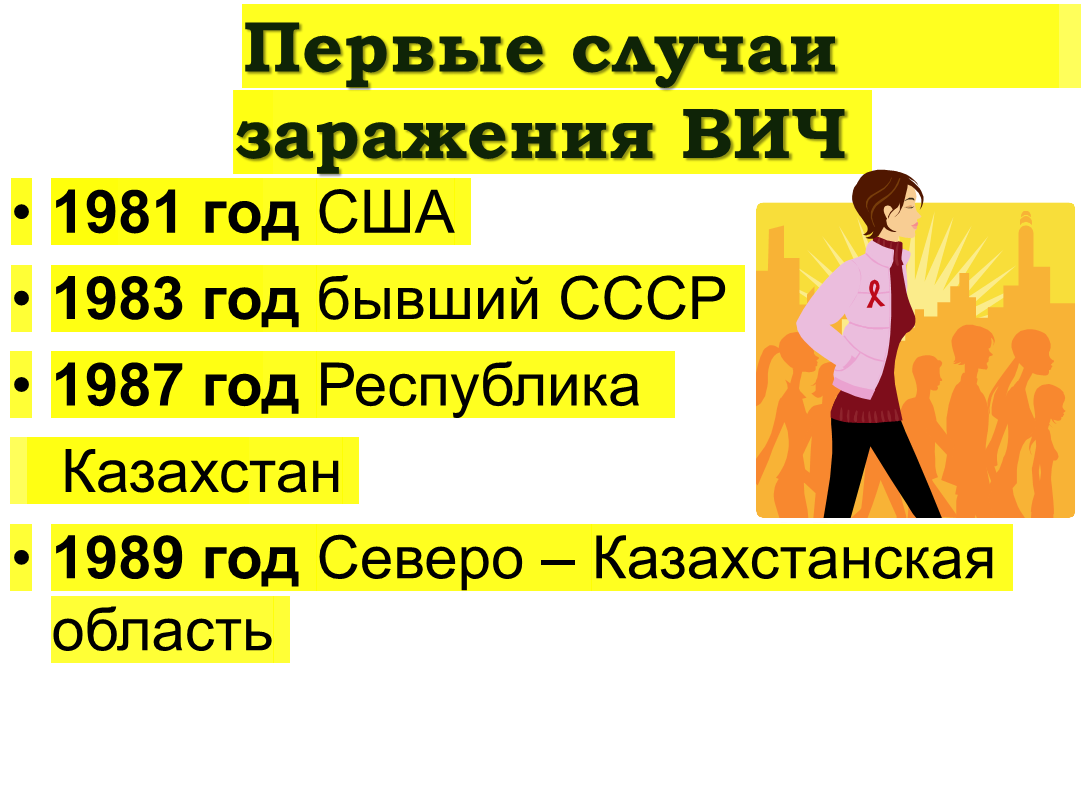 Первые случаи
заражения ВИЧ
• 1981 год США
• 1983 год бывший СССР
• 1987 год Республика
Казахстан
• 1989 год Северо – Казахстанская
область